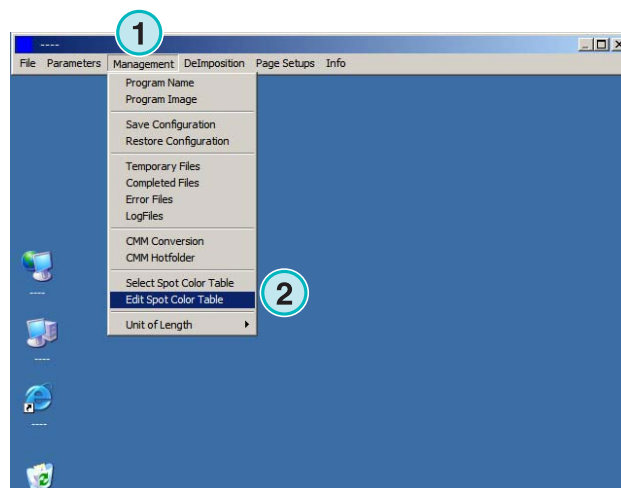 1
----
File Parameters Management DeImposition Page Setups Info
Program Name
Program Image
Save Configuration
Restore Configuration
Temporary Files
Completed Files
Error Files
LogFiles
CMM Conversion
CMM Hotfolder
Select Spot Color Table
Edit Spot Color Table
2
Unit of Length
----
----
----